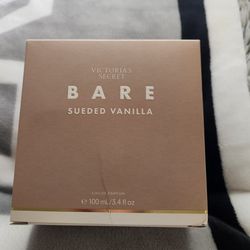 VICTORIA'S
SECRET
BARE
SUEDED VANILLA
EAU DE PARFUM
℮ 100 mL/3.4 fl oz